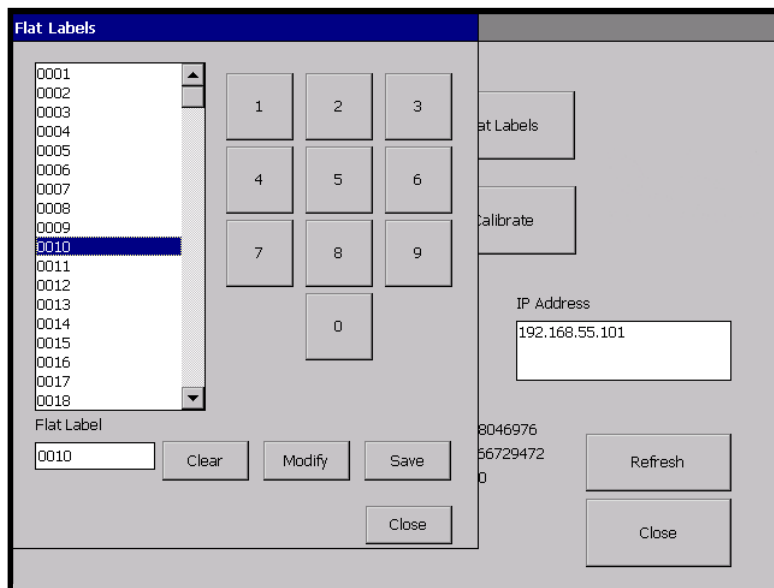 Flat Labels
0001
0002
0003
0004
0005
0006
0007
0008
0009
0010
0011
0012
0013
0014
0015
0016
0017
0018
1 2 3
4 5 6
7 8 9
0
Flat Label
0010
Clear Modify Save
Close
at Labels
Calibrate
IP Address
192.168.55.101
8046976
66729472
0
Refresh
Close